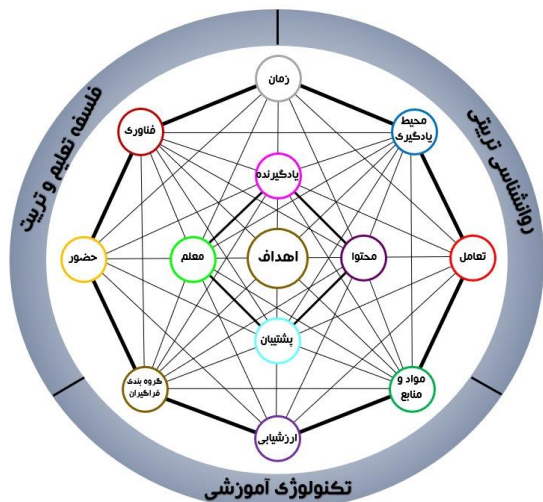 فلسفه تعلیم و تربیت
روانشناسی تربیتی
زمان
فناوری
محیط
یادگیری
یادگیرنده
حضور
معلم
اهداف
محتوا
تعامل
پشتیبان
گروه بندی
فراگیران
مواد و
منابع
ارزشیابی
تکنولوژی آموزشی